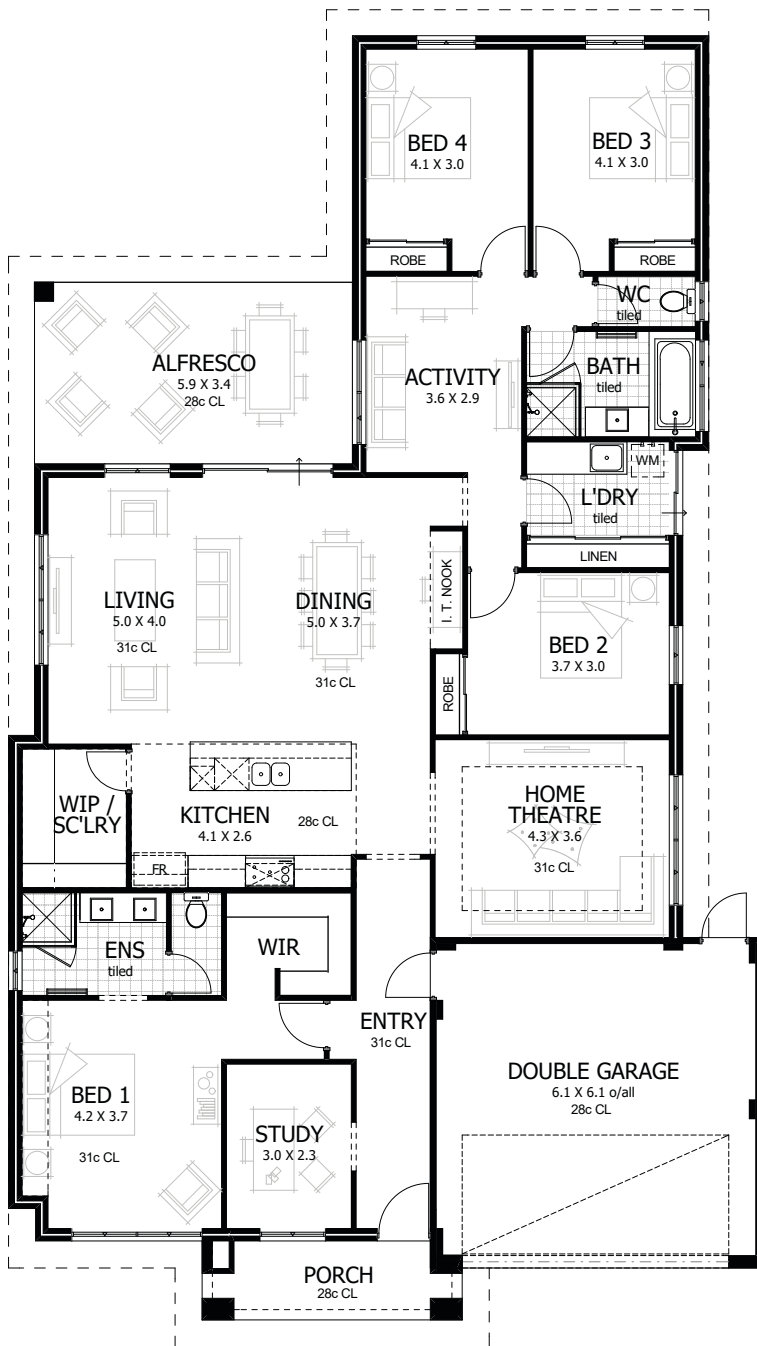 BED 4
4.1 X 3.0
BED 3
4.1 X 3.0
ROBE
ROBE
WC
tiled
ALFRESCO
5.9 X 3.4
28c CL
ACTIVITY
3.6 X 2.9
BATH
tiled
WM
L'DRY
tiled
LINEN
LIVING
5.0 X 4.0
31c CL
DINING
5.0 X 3.7
31c CL
I. T. NOOK
BED 2
3.7 X 3.0
ROBE
WIP /
SC'LRY
KITCHEN
4.1 X 2.6
28c CL
FR
HOME
THEATRE
4.3 X 3.6
31c CL
ENS
tiled
WIR
ENTRY
31c CL
BED 1
4.2 X 3.7
31c CL
STUDY
3.0 X 2.3
DOUBLE GARAGE
6.1 X 6.1 o/all
28c CL
PORCH
28c CL